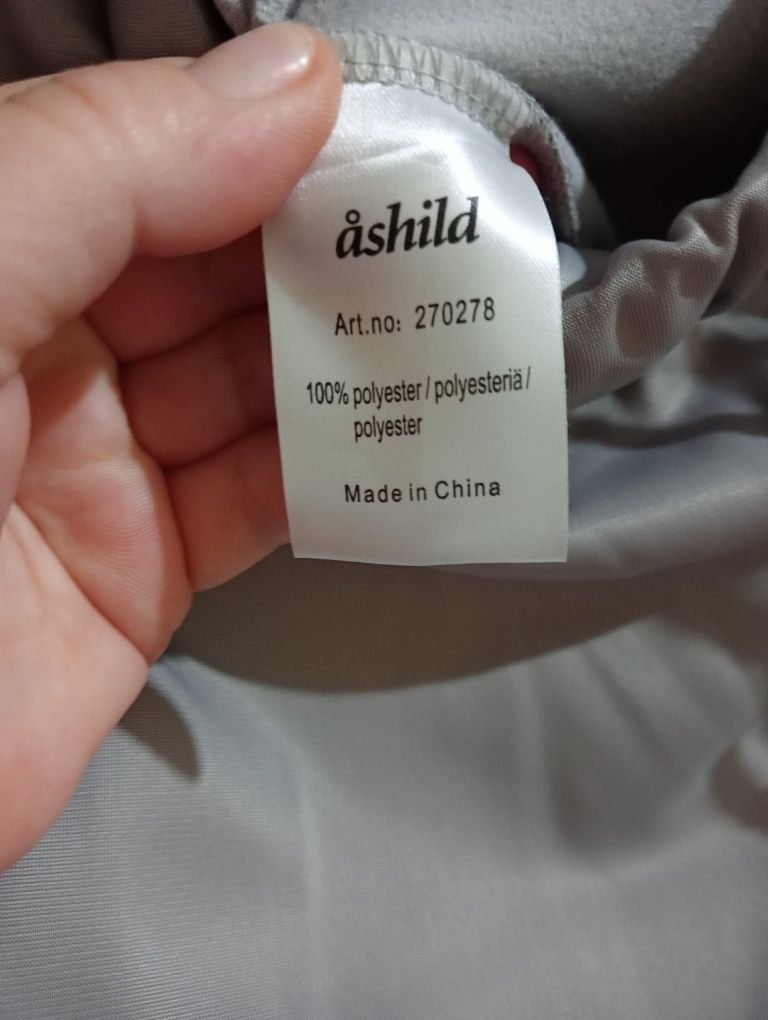 åshild
Art.no: 270278
100% polyester / polyesteriä /
polyester
Made in China